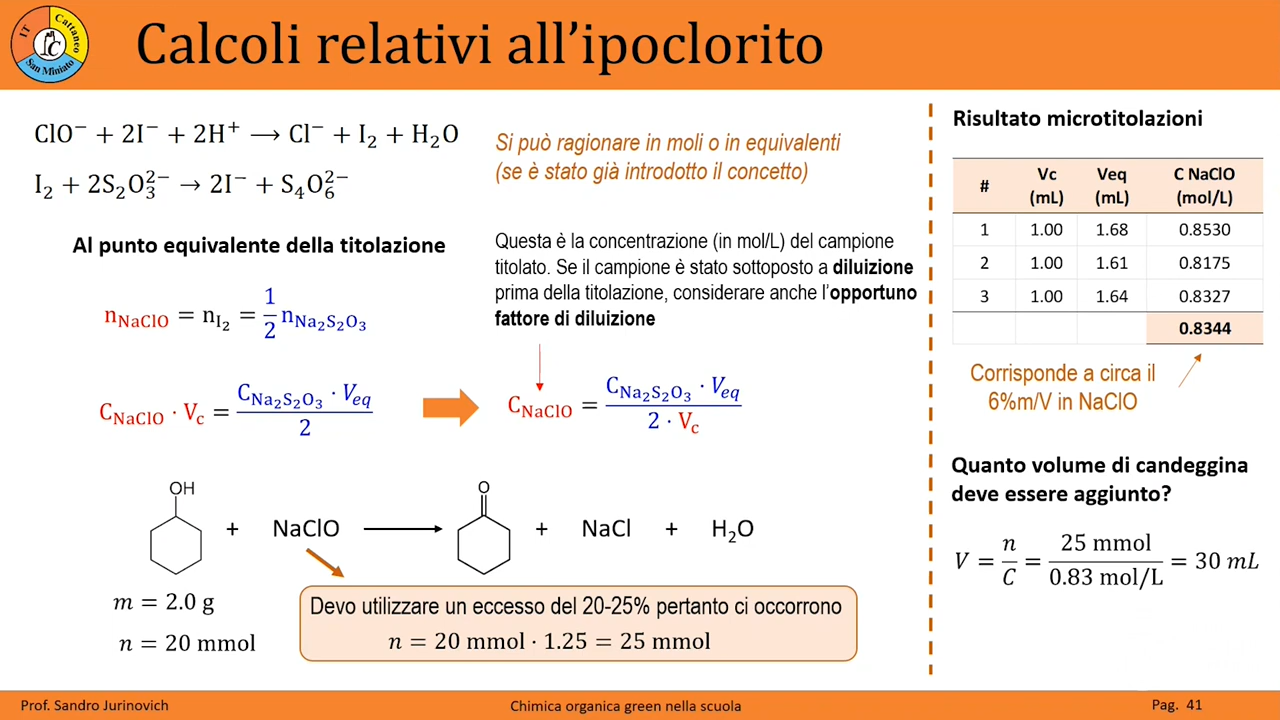 IT Cattaneo
San Miniato
Calcoli relativi all’ipoclorito
ClO⁻ + 2I⁻ + 2H⁺ ⟶ Cl⁻ + I₂ + H₂O
I₂ + 2S₂O₃²⁻ → 2I⁻ + S₄O₆²⁻
Si può ragionare in moli o in equivalenti
(se è stato già introdotto il concetto)
Al punto equivalente della titolazione
n_NaClO = n_I₂ = 1/2 n_Na₂S₂O₃
Questa è la concentrazione (in mol/L) del campione
titolato. Se il campione è stato sottoposto a diluizione
prima della titolazione, considerare anche l’opportuno
fattore di diluizione
C_NaClO · V_c = C_Na₂S₂O₃ · V_eq / 2
C_NaClO = C_Na₂S₂O₃ · V_eq / 2 · V_c
OH
+ NaClO
O
+ NaCl + H₂O
m = 2.0 g
n = 20 mmol
Devo utilizzare un eccesso del 20-25% pertanto ci occorrono
n = 20 mmol · 1.25 = 25 mmol
Risultato microtitolazioni
# Vc (mL) Veq (mL) C NaClO (mol/L)
1 1.00 1.68 0.8530
2 1.00 1.61 0.8175
3 1.00 1.64 0.8327
0.8344
Corrisponde a circa il
6%m/V in NaClO
Quanto volume di candeggina
deve essere aggiunto?
V = n/C = 25 mmol / 0.83 mol/L = 30 mL
Prof. Sandro Jurinovich
Chimica organica green nella scuola
Pag. 41